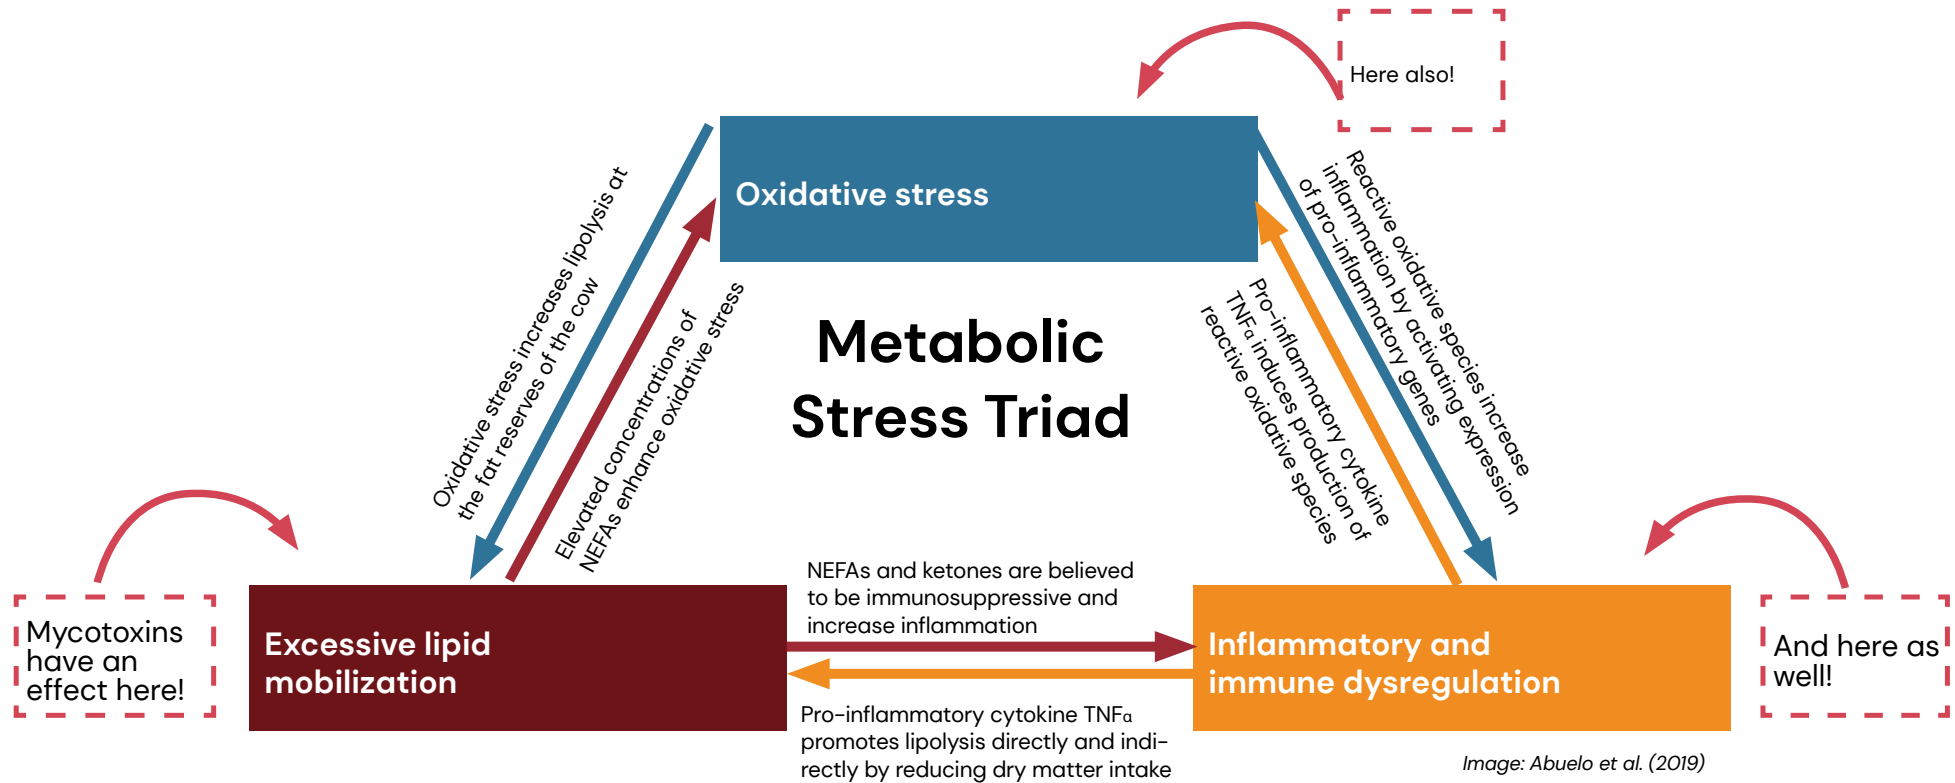 Here also!
Oxidative stress
Oxidative stress increases lipolysis at
the fat reserves of the cow
Elevated concentrations of
NEFAs enhance oxidative stress
Metabolic
Stress Triad
Reactive oxidative species increase
inflammation by activating expression
of pro-inflammatory genes
Pro-inflammatory cytokine
TNFα induces production of
reactive oxidative species
Mycotoxins
have an
effect here!
Excessive lipid
mobilization
NEFAs and ketones are believed
to be immunosuppressive and
increase inflammation
Pro-inflammatory cytokine TNFα
promotes lipolysis directly and indi-
rectly by reducing dry matter intake
Inflammatory and
immune dysregulation
And here as
well!
Image: Abuelo et al. (2019)